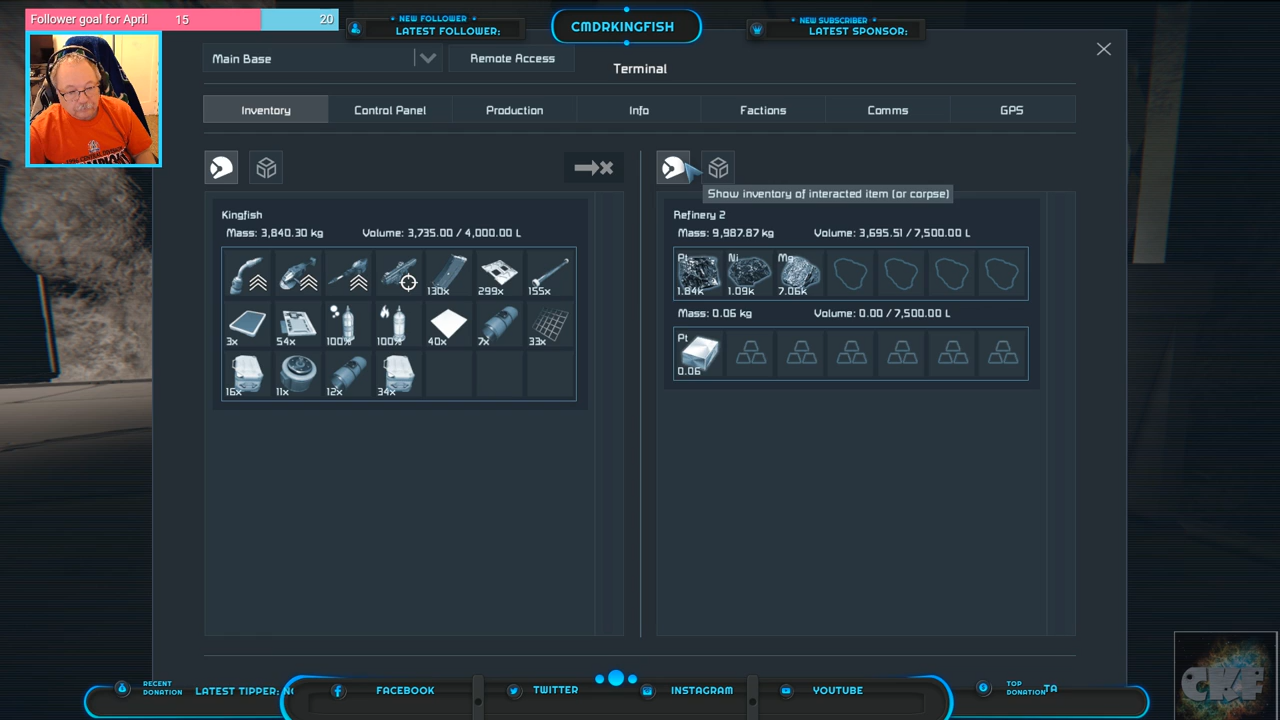 Follower goal for April 15 20
NEW FOLLOWER
LATEST FOLLOWER:
CMDRKINGFISH
NEW SUBSCRIBER
LATEST SPONSOR:
Main Base
Remote Access
Terminal
Inventory
Control Panel
Production
Info
Factions
Comms
GPS
Show inventory of interacted item (or corpse)
Kingfish
Mass: 3,840.30 kg Volume: 3,735.00 / 4,000.00 L
130x 299x 155x
3x 54x 100% 100% 40x 7x 33x
16x 11x 12x 34x
Refinery 2
Mass: 9,987.87 kg Volume: 3,695.51 / 7,500.00 L
Pt Ni Mg
1.84k 1.09k 7.06k
Mass: 0.06 kg Volume: 0.00 / 7,500.00 L
Pt
0.06
RECENT
DONATION
LATEST TIPPER:
FACEBOOK
TWITTER
INSTAGRAM
YOUTUBE
TOP
DONATION
TA
CKF